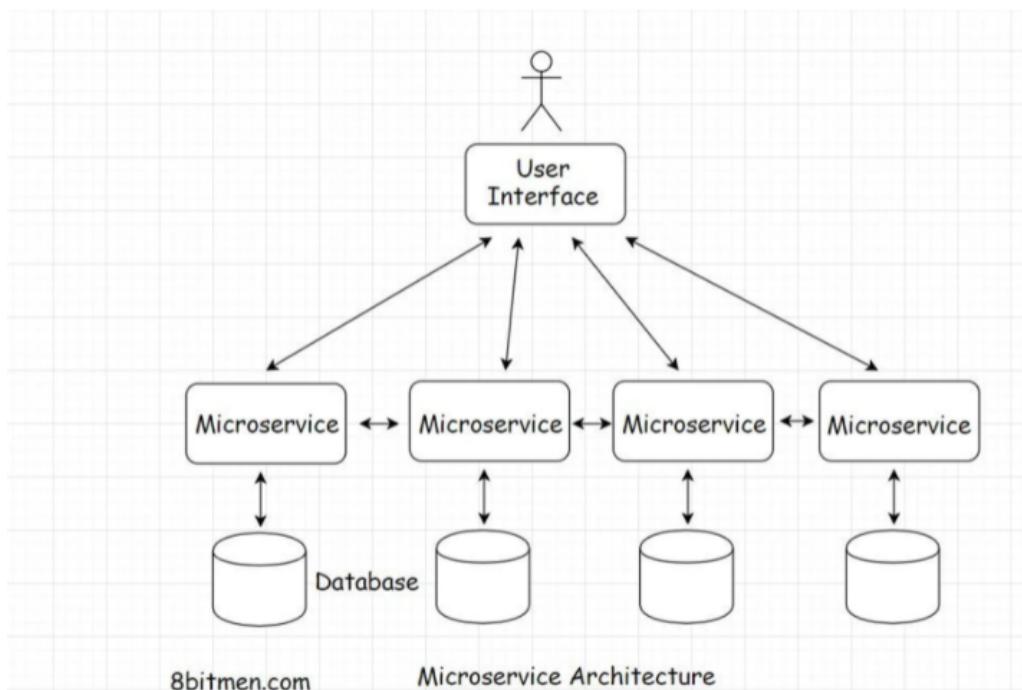 User
Interface
Microservice
Microservice
Microservice
Microservice
Database
8bitmen.com
Microservice Architecture